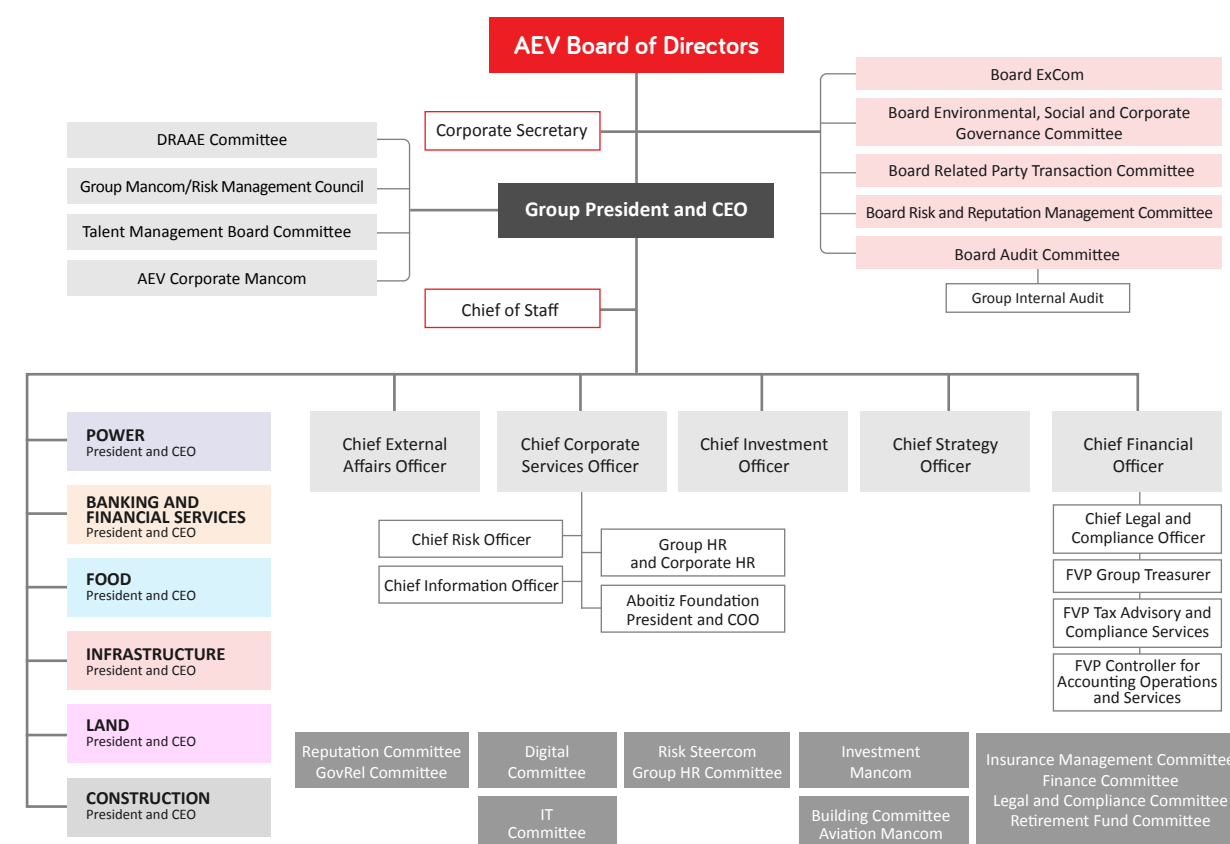 AEV Board of Directors
Corporate Secretary
Board ExCom
Board Environmental, Social and Corporate
Governance Committee
Board Related Party Transaction Committee
Board Risk and Reputation Management Committee
Board Audit Committee
Group Internal Audit
DRAAE Committee
Group Mancom/Risk Management Council
Talent Management Board Committee
AEV Corporate Mancom
Group President and CEO
Chief of Staff
POWER
President and CEO
BANKING AND
FINANCIAL SERVICES
President and CEO
FOOD
President and CEO
INFRASTRUCTURE
President and CEO
LAND
President and CEO
CONSTRUCTION
President and CEO
Chief External
Affairs Officer
Chief Corporate
Services Officer
Chief Investment
Officer
Chief Strategy
Officer
Chief Financial
Officer
Chief Risk Officer
Chief Information Officer
Group HR
and Corporate HR
Aboitiz Foundation
President and COO
Chief Legal and
Compliance Officer
FVP Group Treasurer
FVP Tax Advisory and
Compliance Services
FVP Controller for
Accounting Operations
and Services
Reputation Committee
GovRel Committee
Digital
Committee
IT
Committee
Risk Steercom
Group HR Committee
Investment
Mancom
Building Committee
Aviation Mancom
Insurance Management Committee
Finance Committee
Legal and Compliance Committee
Retirement Fund Committee